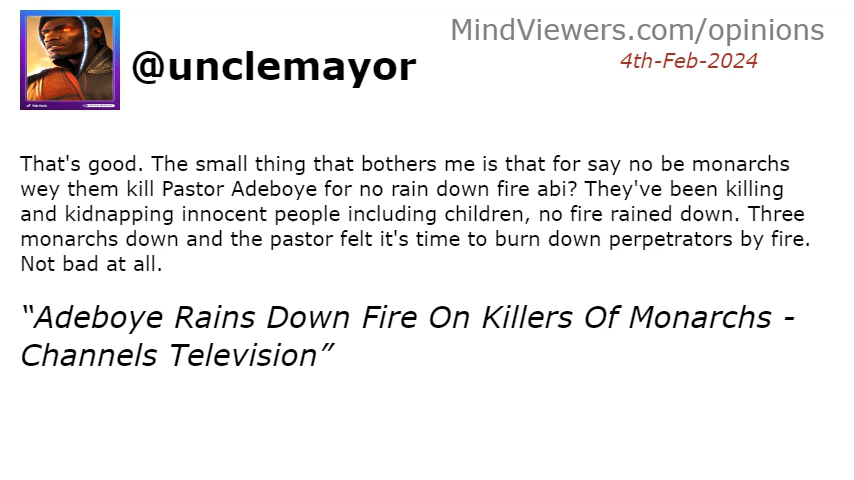 MindViewers.com/opinions
4th-Feb-2024
@unclemayor
That's good. The small thing that bothers me is that for say no be monarchs
wey them kill Pastor Adeboye for no rain down fire abi? They've been killing
and kidnapping innocent people including children, no fire rained down. Three
monarchs down and the pastor felt it's time to burn down perpetrators by fire.
Not bad at all.
“Adeboye Rains Down Fire On Killers Of Monarchs -
Channels Television”